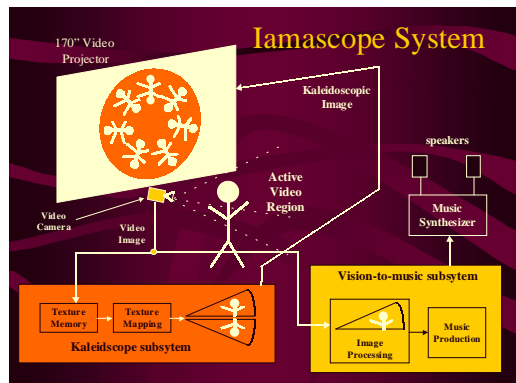 Iamascope System
170” Video
Projector
Kaleidoscopic
Image
speakers
Active
Video
Region
Music
Synthesizer
Video
Camera
Video
Image
Vision-to-music subsytem
Texture
Memory
Texture
Mapping
Kaleidscope subsytem
Image
Processing
Music
Production